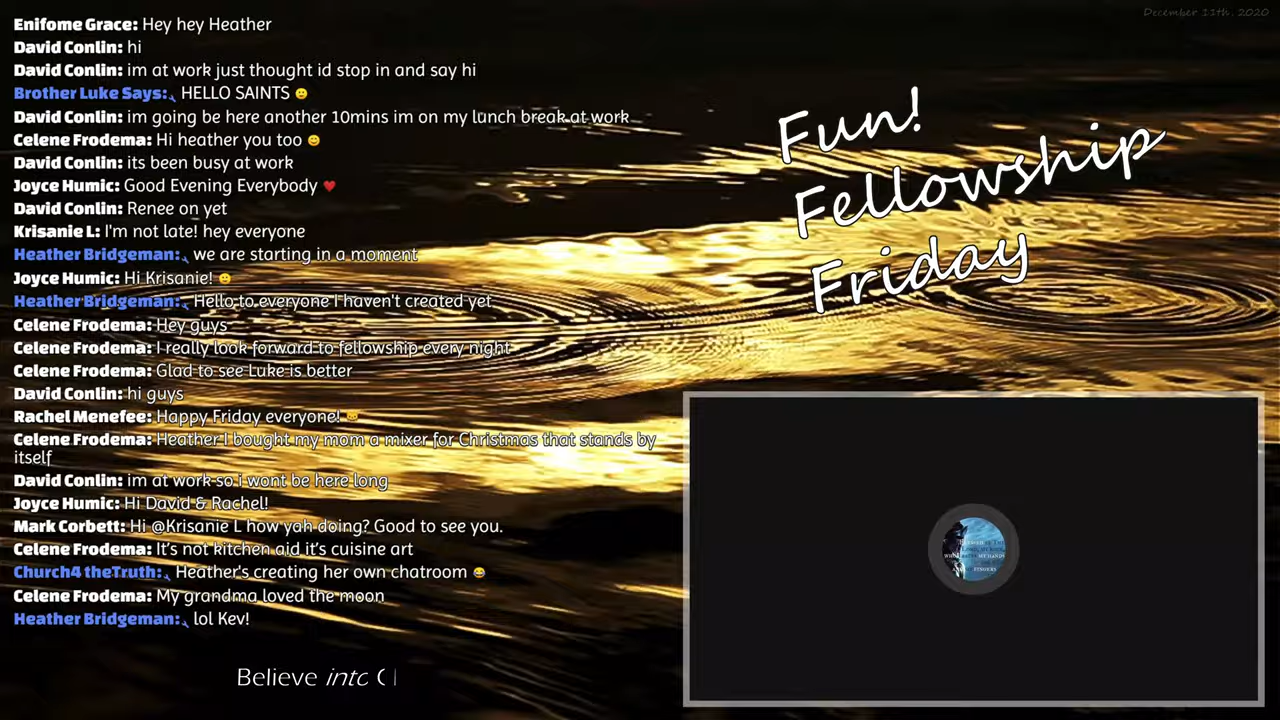 December 11th, 2020
Enifome Grace: Hey hey Heather
David Conlin: hi
David Conlin: im at work just thought id stop in and say hi
Brother Luke Says: HELLO SAINTS 🙂
David Conlin: im going be here another 10mins im on my lunch break at work
Celene Frodema: Hi heather you too 😊
David Conlin: its been busy at work
Joyce Humic: Good Evening Everybody ♥
David Conlin: Renee on yet
Krisanie L: I'm not late! hey everyone
Heather Bridgeman: we are starting in a moment
Joyce Humic: Hi Krisanie! 🙂
Heather Bridgeman: Hello to everyone I haven't created yet
Celene Frodema: Hey guys
Celene Frodema: I really look forward to fellowship every night
Celene Frodema: Glad to see Luke is better
David Conlin: hi guys
Rachel Menefee: Happy Friday everyone!
Celene Frodema: Heather I bought my mom a mixer for Christmas that stands by
itself
David Conlin: im at work so i wont be here long
Joyce Humic: Hi David & Rachel!
Mark Corbett: Hi @Krisanie L how yah doing? Good to see you.
Celene Frodema: It's not kitchen aid it's cuisine art
Church4 theTruth: Heather's creating her own chatroom 😂
Celene Frodema: My grandma loved the moon
Heather Bridgeman: lol Kev!
Fun!
Fellowship
Friday
Believe into